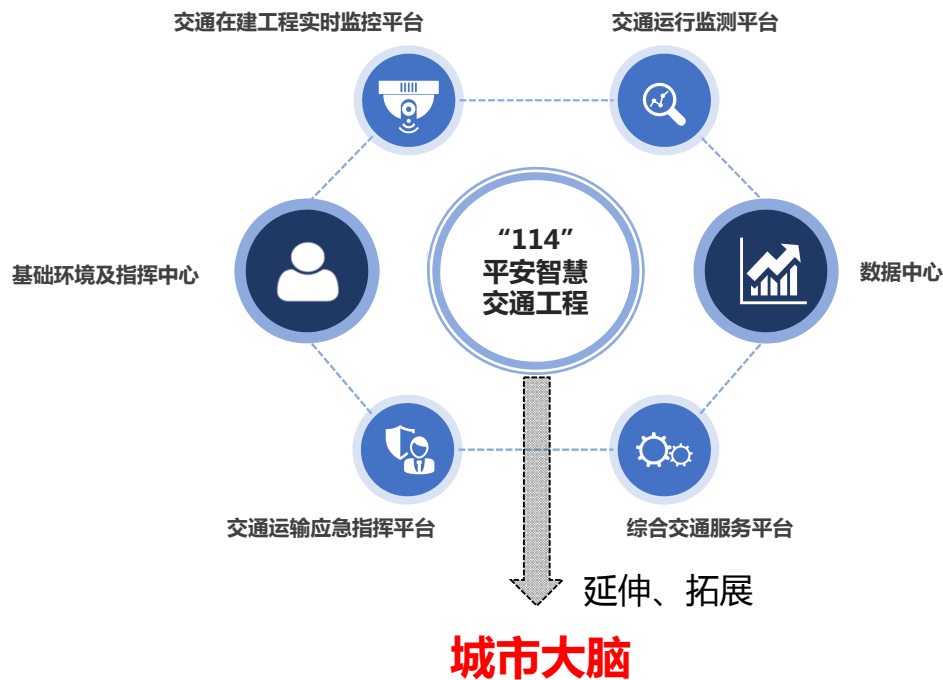 交通在建工程实时监控平台
交通运行监测平台
“114”
平安智慧
交通工程
基础环境及指挥中心
数据中心
交通运输应急指挥平台
综合交通服务平台
延伸、拓展
城市大脑